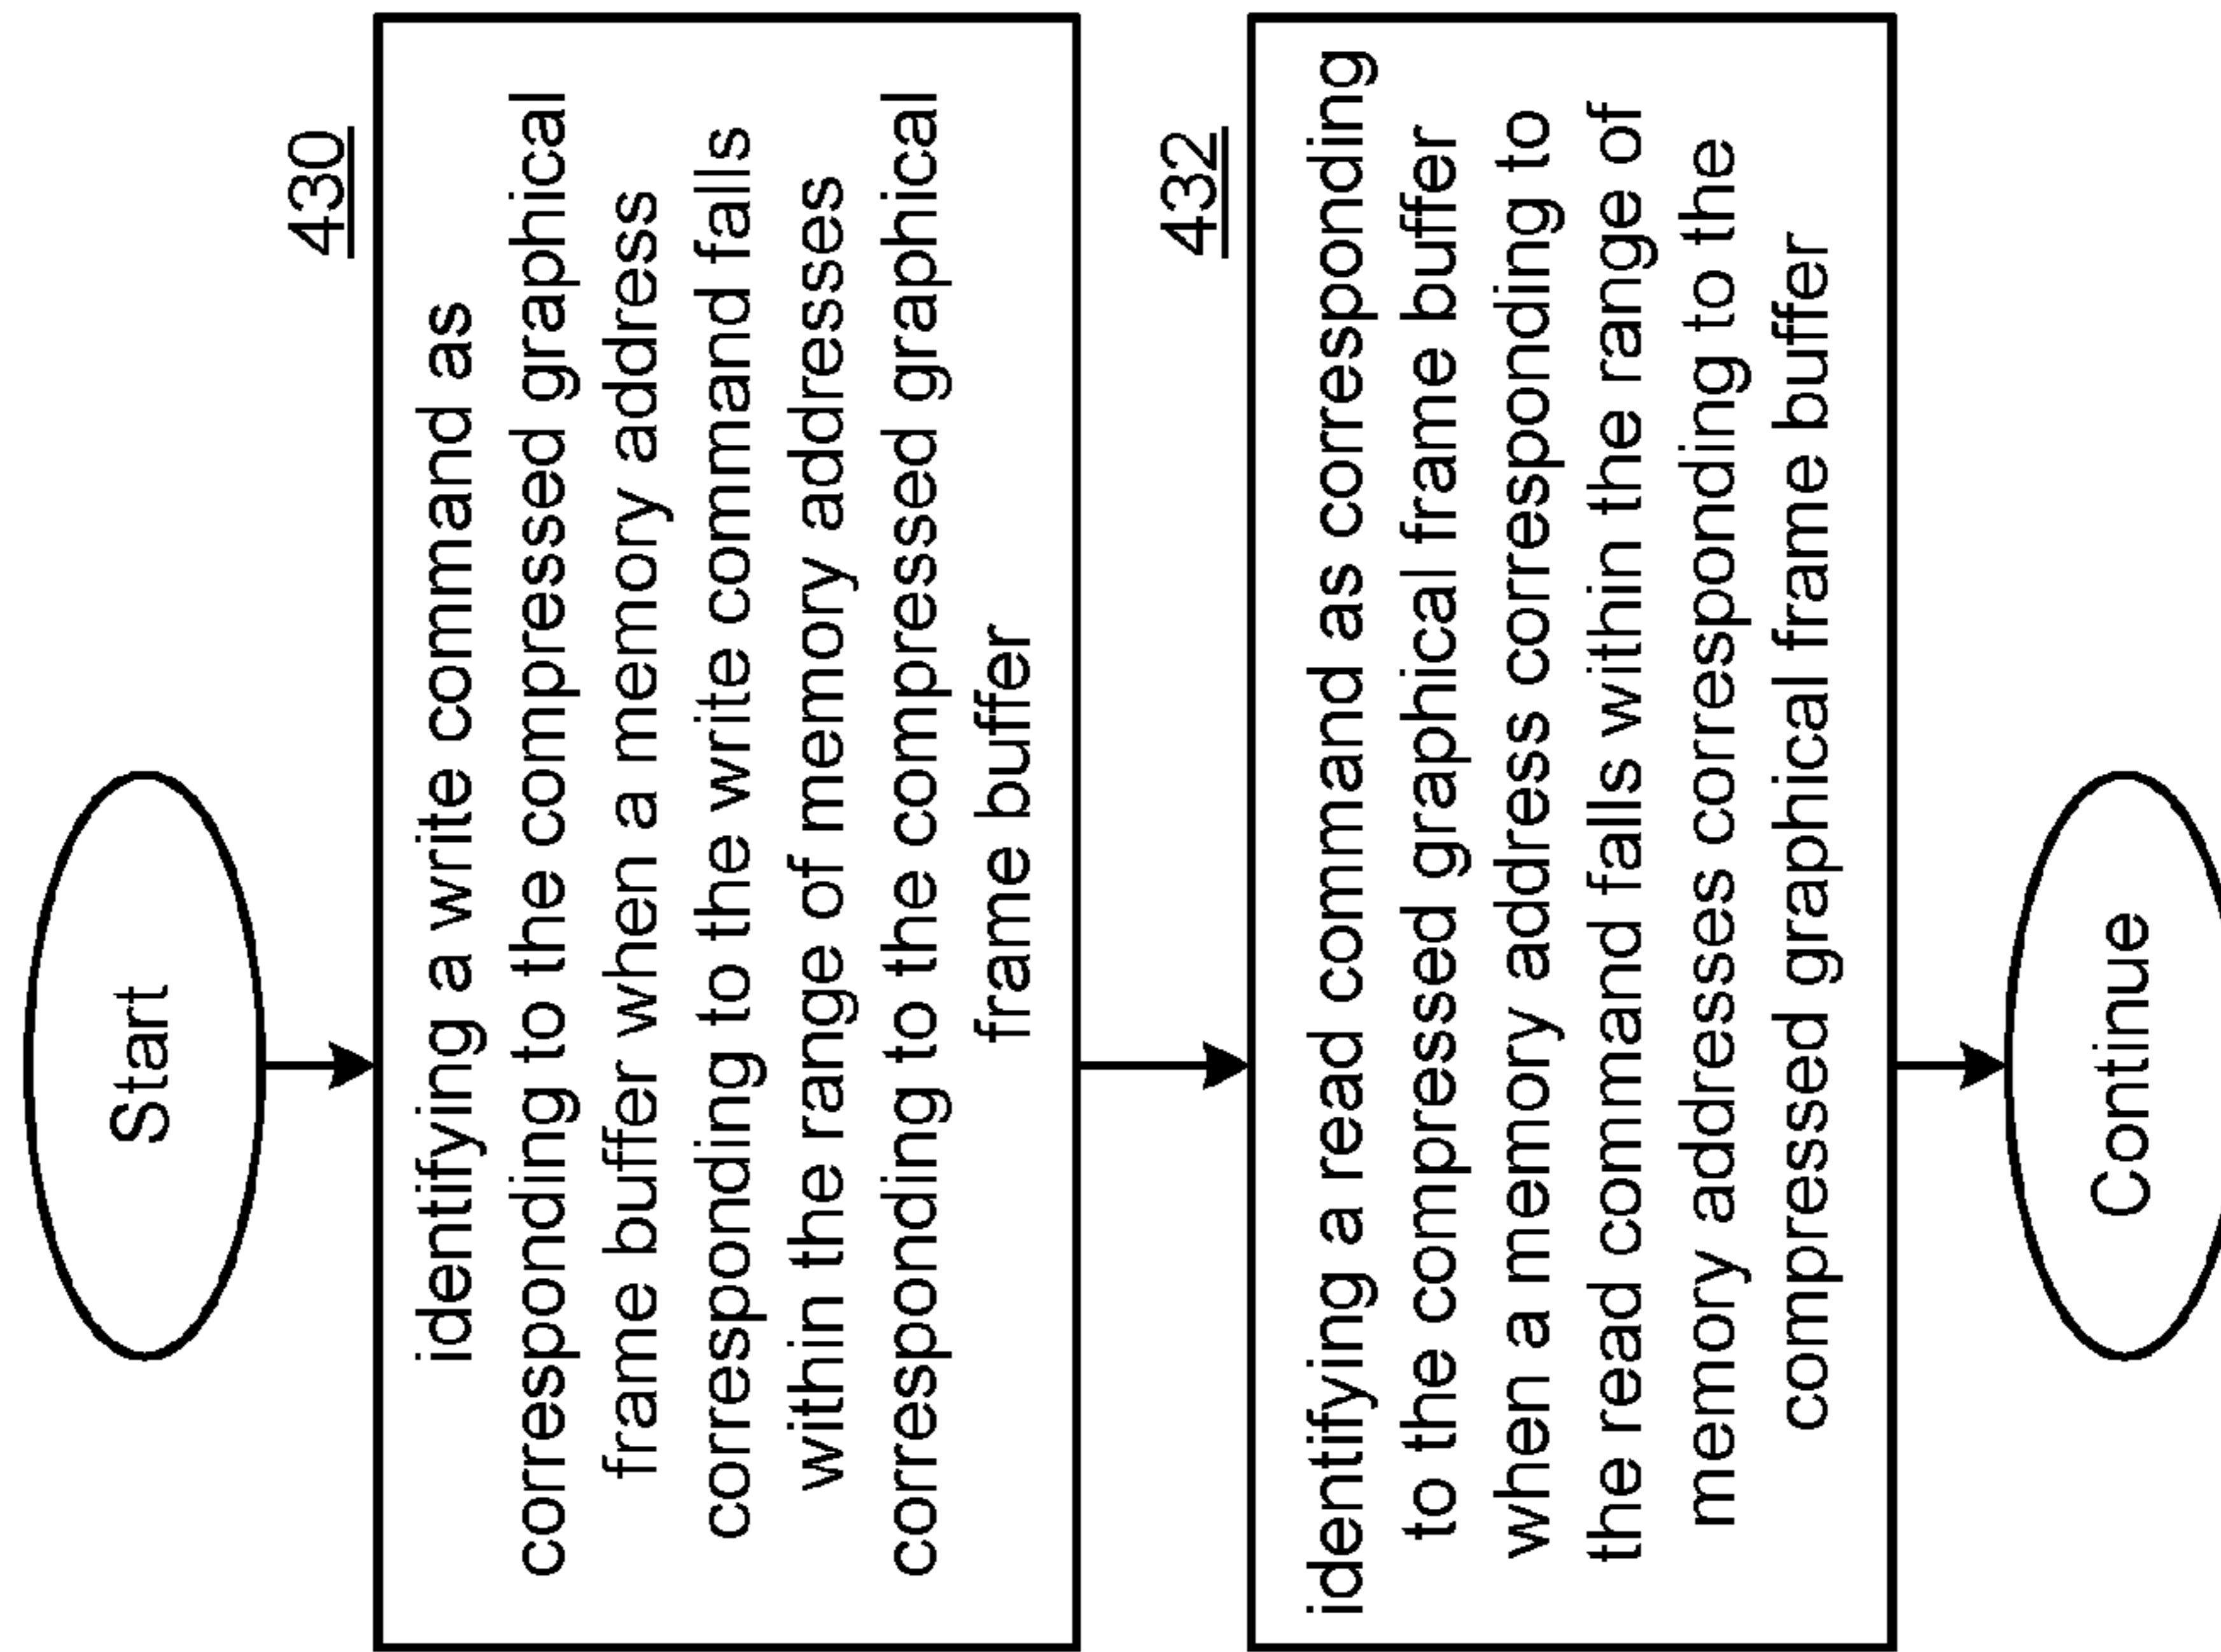 Start
430
identifying a write command as
corresponding to the compressed graphical
frame buffer when a memory address
corresponding to the write command falls
within the range of memory addresses
corresponding to the compressed graphical
frame buffer
432
identifying a read command as corresponding
to the compressed graphical frame buffer
when a memory address corresponding to
the read command falls within the range of
memory addresses corresponding to the
compressed graphical frame buffer
Continue